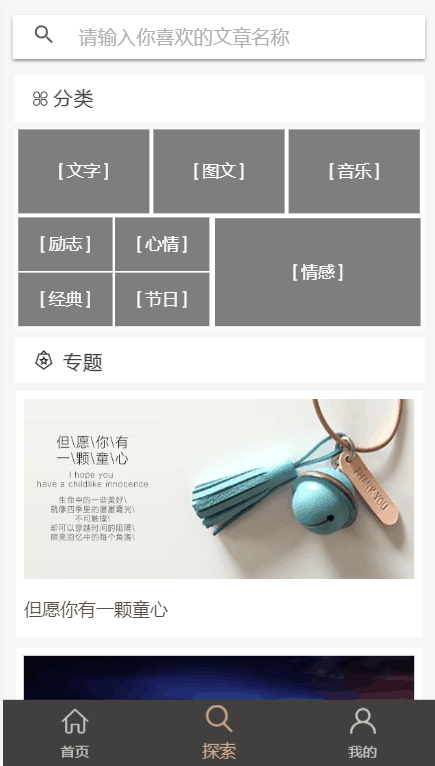 请输入你喜欢的文章名称
分类
[文字]
[图文]
[音乐]
[励志]
[心情]
[情感]
[经典]
[节日]
专题
但\愿\你\有
一\颗\童\心
I hope you
have a childlike innocence
生命中的一些美好\
就像四季里的屡屡霞光\
不可触摸\
却可以穿越时间的阻隔\
照亮回忆中的每个角落\
THANK YOU
但愿你有一颗童心
首页
探索
我的